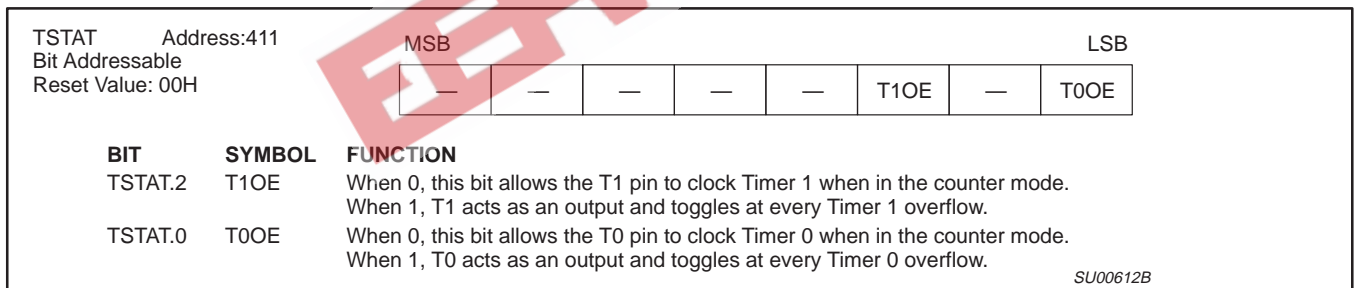 TSTAT Address:411
Bit Addressable
Reset Value: 00H
MSB LSB
— — — — — T1OE — T0OE
BIT SYMBOL FUNCTION
TSTAT.2 T1OE When 0, this bit allows the T1 pin to clock Timer 1 when in the counter mode.
When 1, T1 acts as an output and toggles at every Timer 1 overflow.
TSTAT.0 T0OE When 0, this bit allows the T0 pin to clock Timer 0 when in the counter mode.
When 1, T0 acts as an output and toggles at every Timer 0 overflow.
SU00612B